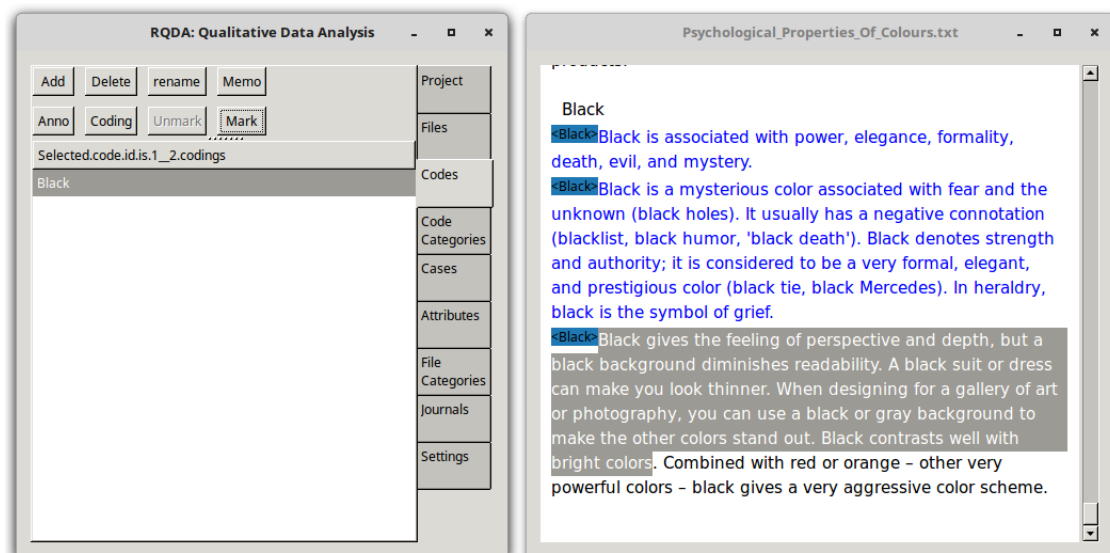 RQDA: Qualitative Data Analysis
Add Delete rename Memo
Anno Coding Unmark Mark
Selected.code.id.is.1__2.codings
Black
Project
Files
Codes
Code
Categories
Cases
Attributes
File
Categories
Journals
Settings
Psychological_Properties_Of_Colours.txt
Black
<Black>Black is associated with power, elegance, formality,
death, evil, and mystery.
<Black>Black is a mysterious color associated with fear and the
unknown (black holes). It usually has a negative connotation
(blacklist, black humor, 'black death'). Black denotes strength
and authority; it is considered to be a very formal, elegant,
and prestigious color (black tie, black Mercedes). In heraldry,
black is the symbol of grief.
<Black>Black gives the feeling of perspective and depth, but a
black background diminishes readability. A black suit or dress
can make you look thinner. When designing for a gallery of art
or photography, you can use a black or gray background to
make the other colors stand out. Black contrasts well with
bright colors. Combined with red or orange – other very
powerful colors – black gives a very aggressive color scheme.